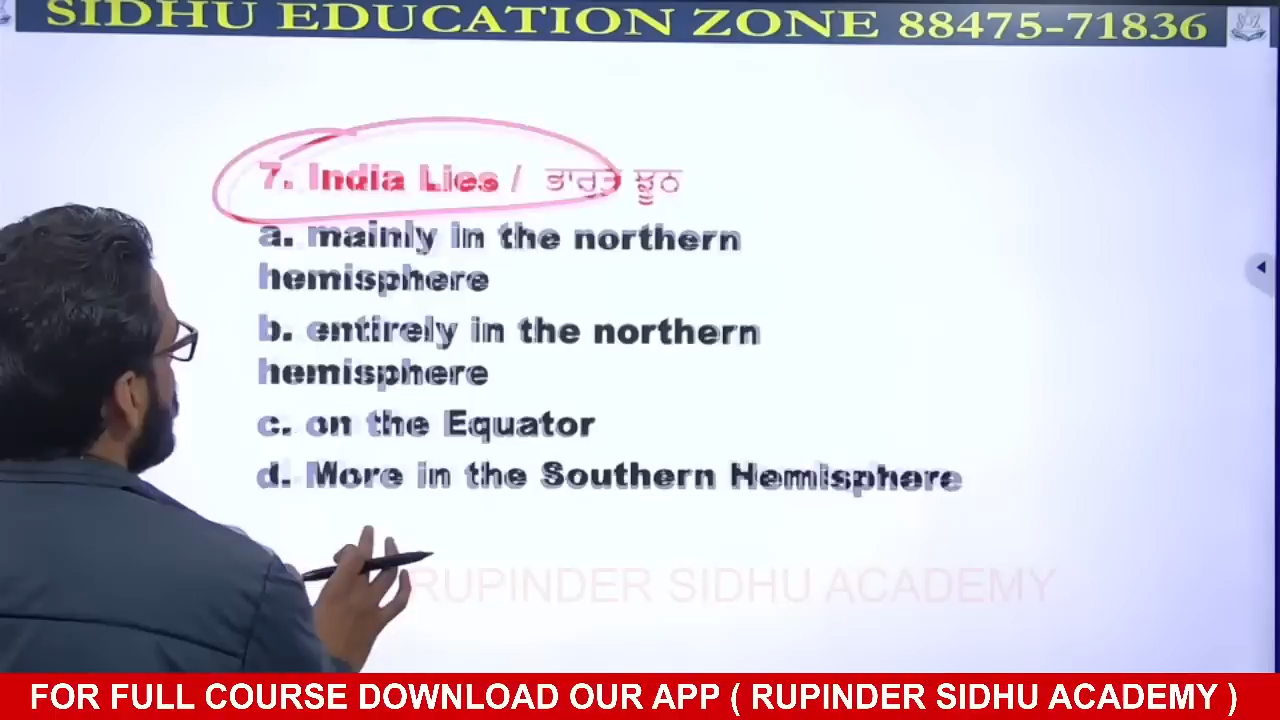 SIDHU EDUCATION ZONE 88475-71836
7. India Lies / ਭਾਰਤ ਝੂਠ
a. mainly in the northern
hemisphere
b. entirely in the northern
hemisphere
c. on the Equator
d. More in the Southern Hemisphere
RUPINDER SIDHU ACADEMY
FOR FULL COURSE DOWNLOAD OUR APP ( RUPINDER SIDHU ACADEMY )